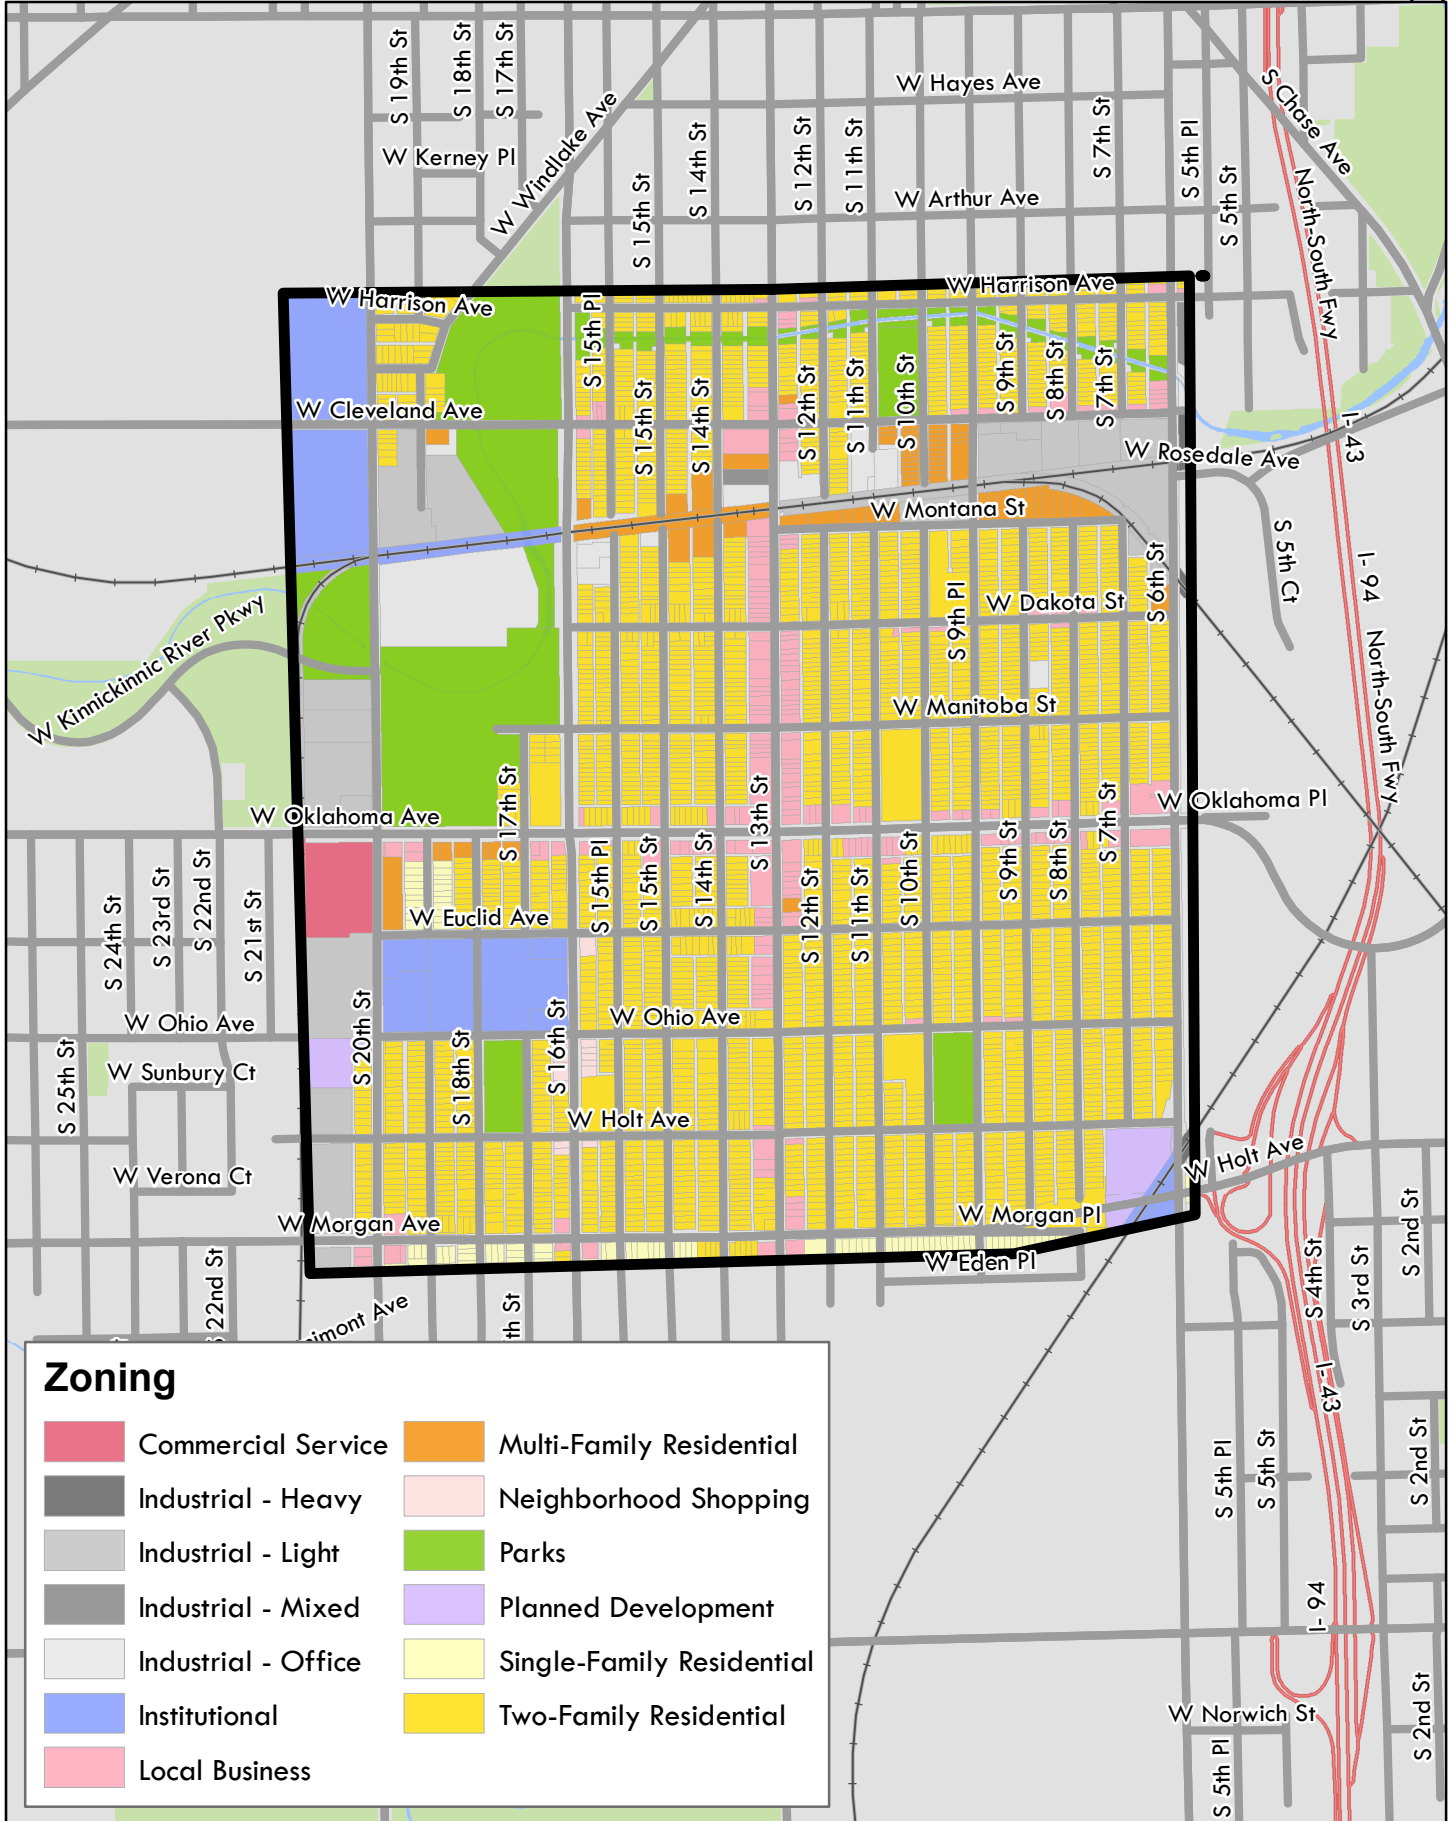 S 19th St
S 18th St
S 17th St
W Hayes Ave
S Chase Ave
W Windlake Ave
S 7th St
S 14th St
S 12th St
S 11th St
S 5th Pl
W Kerney Pl
W Arthur Ave
S 5th St
S 15th St
North-South Fwy
W Harrison Ave
W Harrison Ave
S 15th Pl
W Cleveland Ave
S 15th St
S 14th St
S 12th St
S 11th St
S 10th St
S 9th St
S 8th St
S 7th St
I- 43
W Rosedale Ave
W Montana St
S 5th Ct
I- 94
S 6th St
W Kinnickinnic River Pkwy
S 9th Pl
W Dakota St
North-South Fwy
W Manitoba St
S 17th St
S 13th St
S 7th St
W Oklahoma Pl
W Oklahoma Ave
S 24th St
S 23rd St
S 22nd St
S 21st St
S 15th Pl
S 15th St
S 14th St
S 12th St
S 11th St
S 10th St
S 9th St
S 8th St
W Euclid Ave
S 20th St
S 16th St
W Ohio Ave
W Ohio Ave
S 25th St
W Sunbury Ct
S 18th St
W Holt Ave
W Holt Ave
W Verona Ct
W Morgan Ave
W Morgan Pl
S 2nd St
S 22nd St
W Eden Pl
S 4th St
S 3rd St
th St
I- 43
Zoning
Commercial Service
Industrial - Heavy
Industrial - Light
Industrial - Mixed
Industrial - Office
Institutional
Local Business
Multi-Family Residential
Neighborhood Shopping
Parks
Planned Development
Single-Family Residential
Two-Family Residential
S 5th Pl
S 5th St
S 2nd St
I- 94
W Norwich St
S 2nd St
S 5th Pl